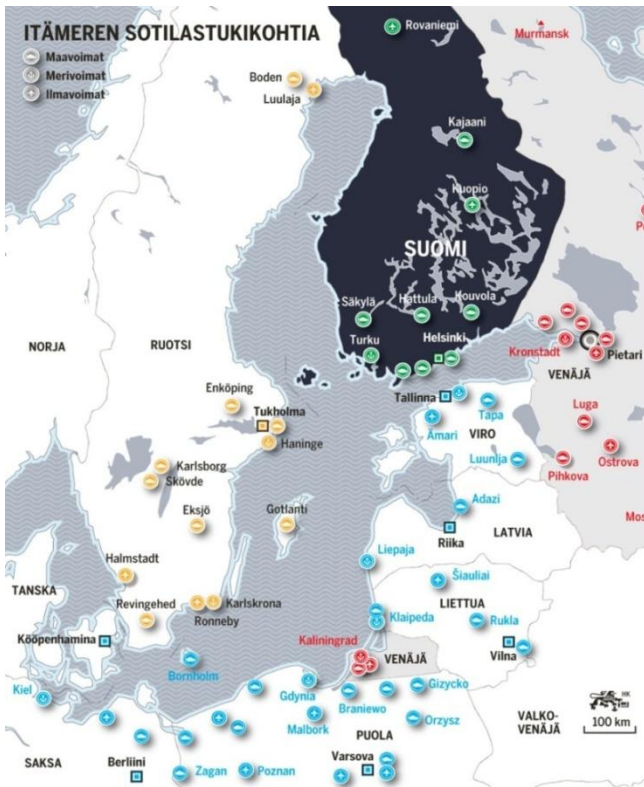 ITÄMEREN SOTILASTUKIKOHTIA
Maavoimat
Merivoimat
Ilmavoimat
Rovaniemi
Murmansk
Boden
Luulaja
Kajaani
Kuopio
SUOMI
Säkylä
Hattula
Kouvola
NORJA
RUOTSI
Turku
Helsinki
Kronstadt
Pietari
VENÄJÄ
Enköping
Tukholma
Haninge
Tallinna
Ämari
Tapa
VIRO
Luunlja
Luga
Pihkova
Ostrova
Mos
Karlsborg
Skövde
Eksjö
Gotlanti
Adazi
Riika
LATVIA
Liepaja
Halmstadt
TANSKA
Revingehed
Karlskrona
Ronneby
Kööpenhamina
Šiauliai
LIETTUA
Klaipeda
Rukla
Vilna
Kaliningrad
VENÄJÄ
Bornholm
Kiel
Gdynia
Braniewo
Gizycko
Malbork
Orzysz
PUOLA
VALKO-
VENÄJÄ
HK
100 km
SAKSA
Berliini
Zagan
Poznan
Varsova